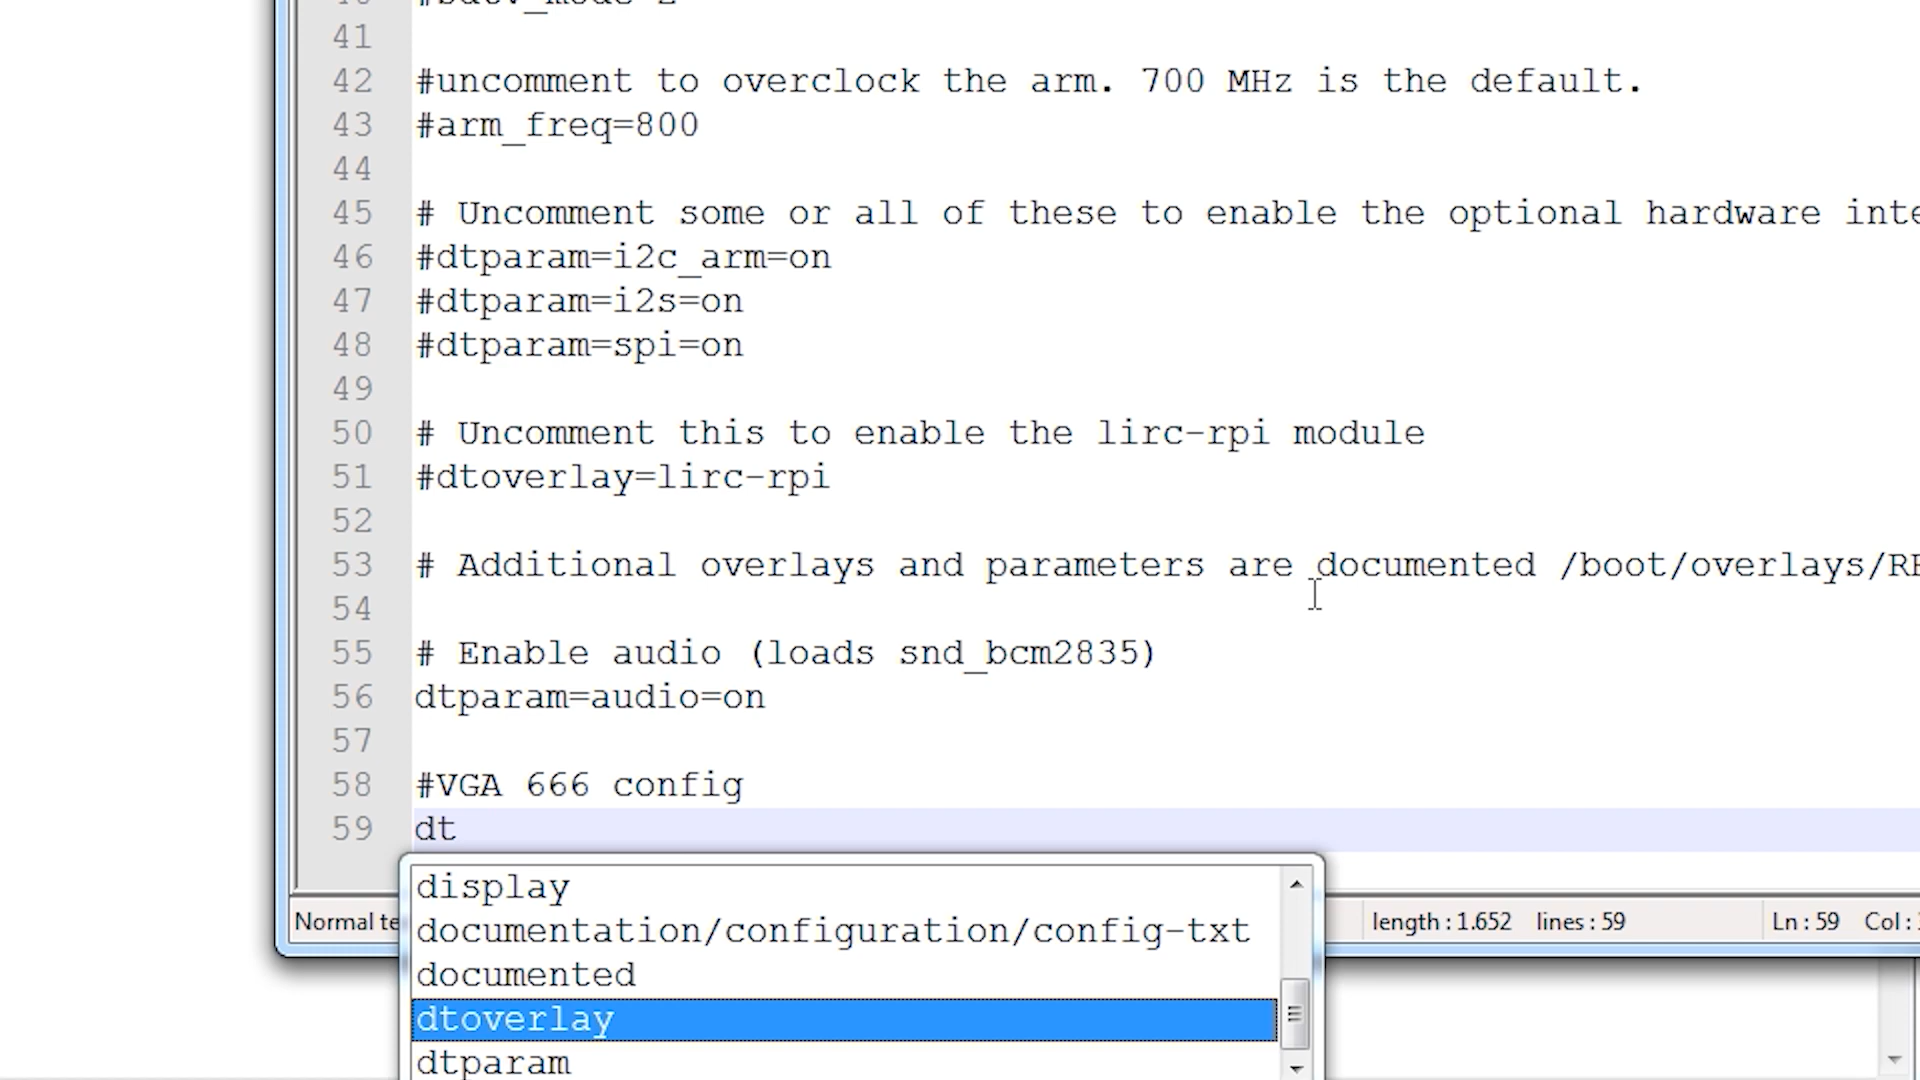 41
42 #uncomment to overclock the arm. 700 MHz is the default.
43 #arm_freq=800
44
45 # Uncomment some or all of these to enable the optional hardware
46 #dtparam=i2c_arm=on
47 #dtparam=i2s=on
48 #dtparam=spi=on
49
50 # Uncomment this to enable the lirc-rpi module
51 #dtoverlay=lirc-rpi
52
53 # Additional overlays and parameters are documented /boot/overlays/
54
55 # Enable audio (loads snd_bcm2835)
56 dtparam=audio=on
57
58 #VGA 666 config
59 dt
display
documentation/configuration/config-txt
documented
dtoverlay
dtparam
Normal length : 1.652 lines : 59 Ln : 59 Col :